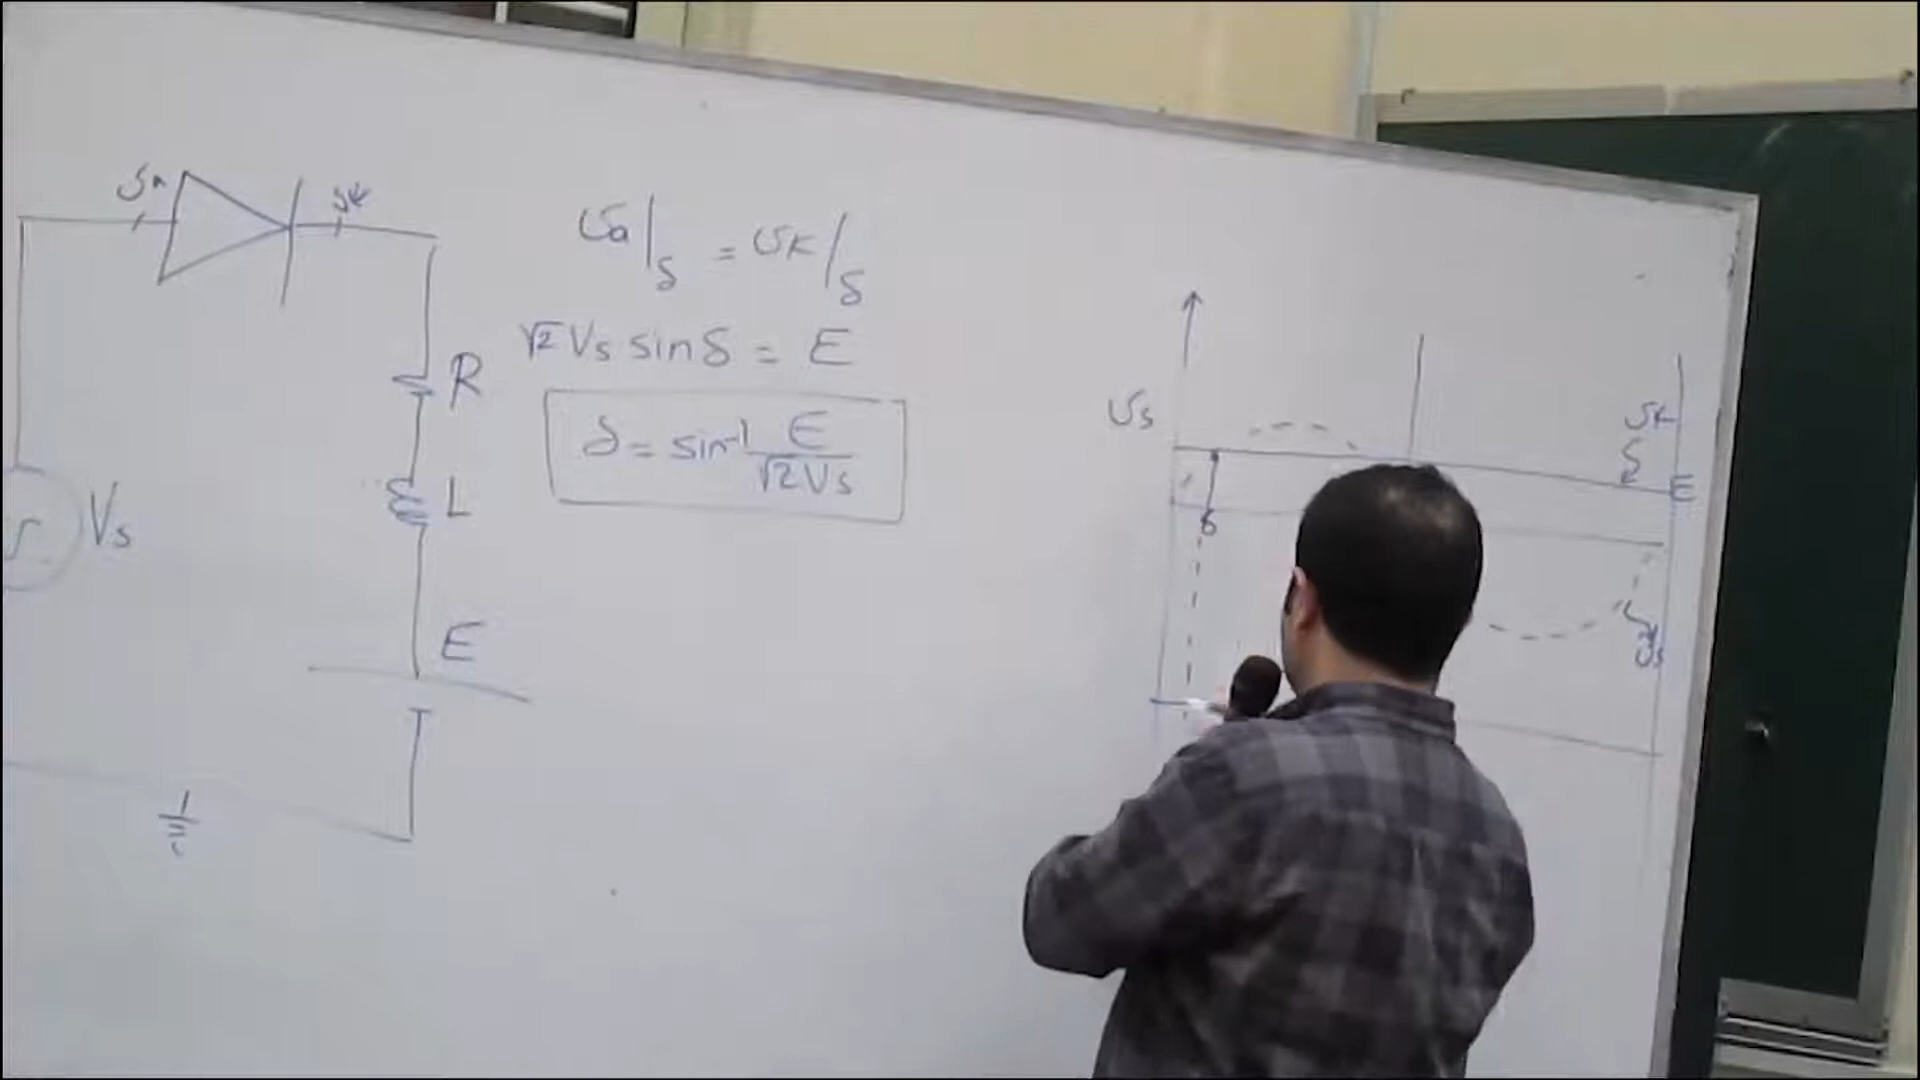 υa
υk
R
L
E
Vs
υa|δ = υk|δ
√2 Vs sin δ = E
δ = sin⁻¹ E/√2Vs
υs
υk
E
δ
υs